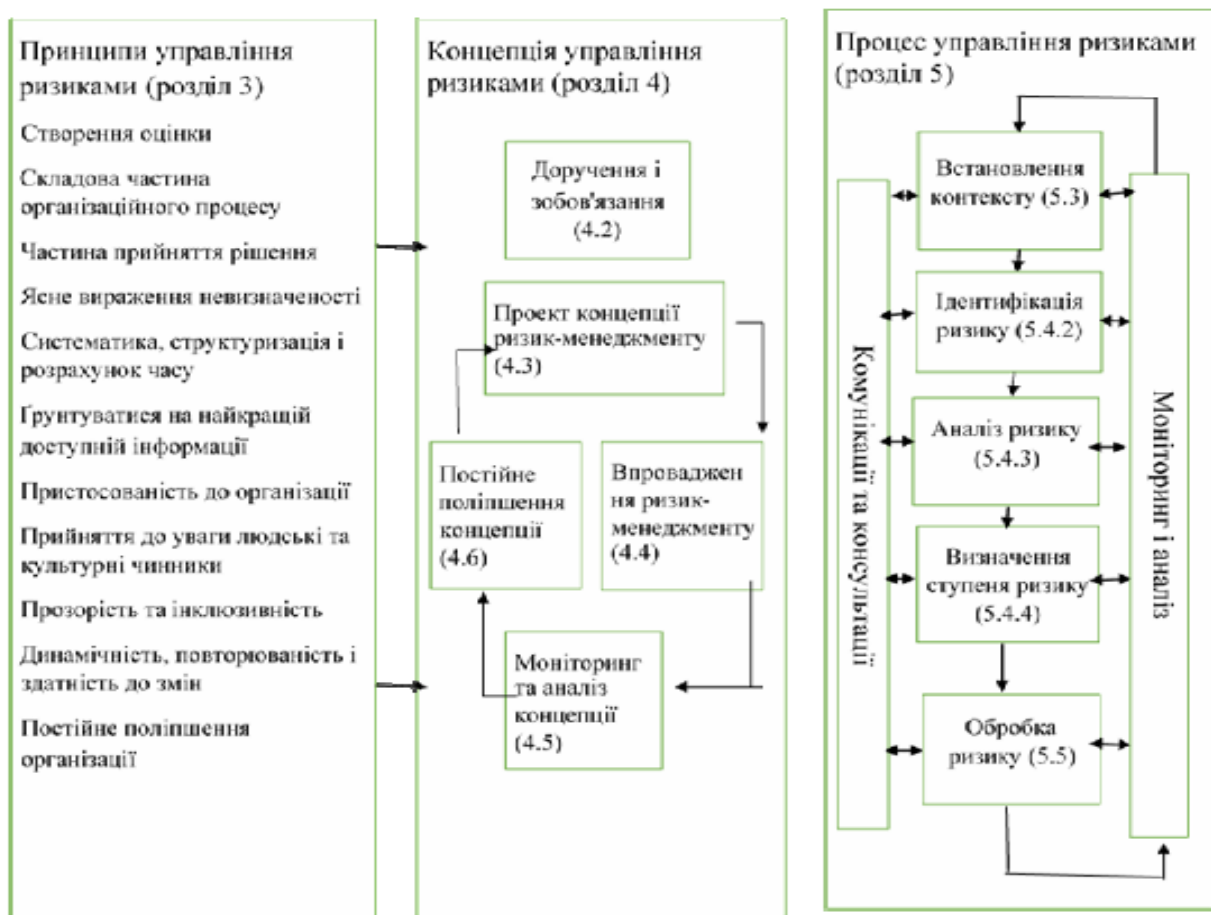 Принципи управління
ризиками (розділ 3)
Створення оцінки
Складова частина
організаційного процесу
Частина прийняття рішення
Ясне вираження невизначеності
Систематика, структуризація і
розрахунок часу
Ґрунтуватися на найкращій
доступній інформації
Пристосованість до організації
Прийняття до уваги людські та
культурні чинники
Прозорість та інклюзивність
Динамічність, повторюваність і
здатність до змін
Постійне поліпшення
організації
Концепція управління
ризиками (розділ 4)
Доручення і
зобов'язання
(4.2)
Проект концепції
ризик-менеджменту
(4.3)
Постійне
поліпшення
концепції
(4.6)
Впроваджен
ня ризик-
менеджменту
(4.4)
Моніторинг
та аналіз
концепції
(4.5)
Процес управління ризиками
(розділ 5)
Комунікації та консультації
Встановлення
контексту (5.3)
Ідентифікація
ризику (5.4.2)
Аналіз ризику
(5.4.3)
Визначення
ступеня ризику
(5.4.4)
Обробка
ризику (5.5)
Моніторинг і аналіз